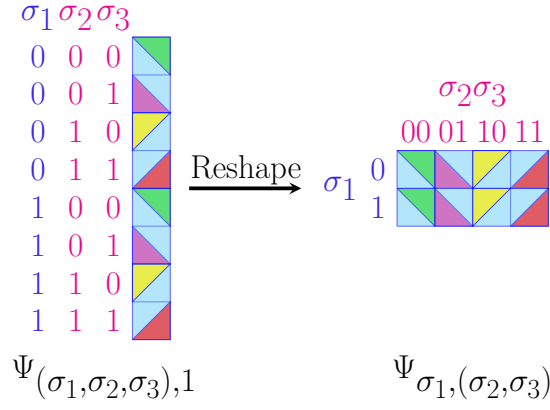 σ₁ σ₂ σ₃
0 0 0
0 0 1
0 1 0
0 1 1
1 0 0
1 0 1
1 1 0
1 1 1
Ψ(σ₁,σ₂,σ₃),1
Reshape
σ₂σ₃
00 01 10 11
σ₁
0
1
Ψσ₁,(σ₂,σ₃)